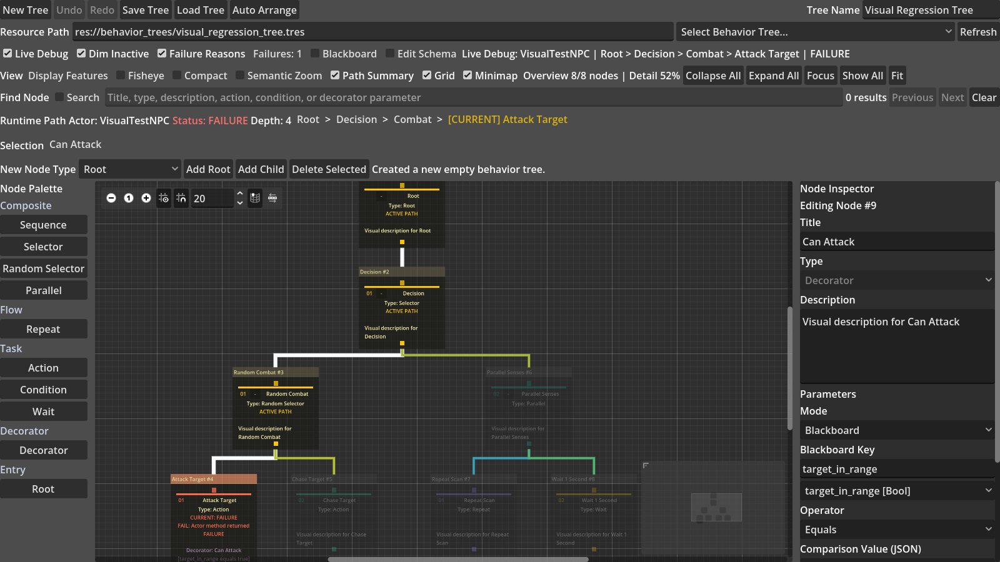 New Tree Undo Redo Save Tree Load Tree Auto Arrange Tree Name Visual Regression Tree
Resource Path res://behavior_trees/visual_regression_tree.tres Select Behavior Tree... Refresh
Live Debug Dim Inactive Failure Reasons Failures: 1 Blackboard Edit Schema Live Debug: VisualTestNPC | Root > Decision > Combat > Attack Target | FAILURE
View Display Features Fisheye Compact Semantic Zoom Path Summary Grid Minimap Overview 8/8 nodes | Detail 52% Collapse All Expand All Focus Show All Fit
Find Node Search Title, type, description, action, condition, or decorator parameter 0 results Previous Next Clear
Runtime Path Actor: VisualTestNPC Status: FAILURE Depth: 4 Root > Decision > Combat > [CURRENT] Attack Target
Selection Can Attack
New Node Type Root Add Root Add Child Delete Selected Created a new empty behavior tree.
Node Palette
Composite
Sequence
Selector
Random Selector
Parallel
Flow
Repeat
Task
Action
Condition
Wait
Decorator
Decorator
Entry
Root
1 20
- Root
Type: Root
ACTIVE PATH
Visual description for Root
Decision #2
01 - Decision
Type: Selector
ACTIVE PATH
Visual description for
Decision
Random Combat #3
01 - Random Combat
Type: Random Selector
ACTIVE PATH
Visual description for
Random Combat
Parallel Senses #6
02 - Parallel Senses
Type: Parallel
Visual description for
Parallel Senses
Attack Target #4
01 Attack Target
Type: Action
CURRENT: FAILURE
FAIL: Actor method returned
FAILURE
Decorator: Can Attack
[target_in_range equals true]
Chase Target #5
02 Chase Target
Type: Action
Visual description for Chase
Target
Repeat Scan #7
01 Repeat Scan
Type: Repeat
Visual description for Repeat
Scan
Wait 1 Second #8
02 Wait 1 Second
Type: Wait
Visual description for Wait 1
Second
Node Inspector
Editing Node #9
Title
Can Attack
Type
Decorator
Description
Visual description for Can Attack
Parameters
Mode
Blackboard
Blackboard Key
target_in_range
target_in_range [Bool]
Operator
Equals
Comparison Value (JSON)